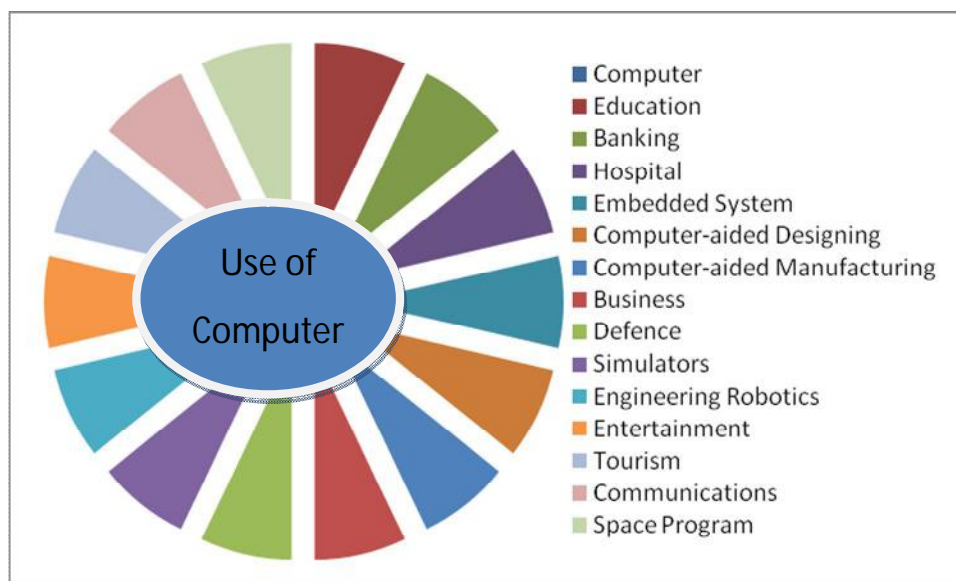 Use of
Computer
Computer
Education
Banking
Hospital
Embedded System
Computer-aided Designing
Computer-aided Manufacturing
Business
Defence
Simulators
Engineering Robotics
Entertainment
Tourism
Communications
Space Program